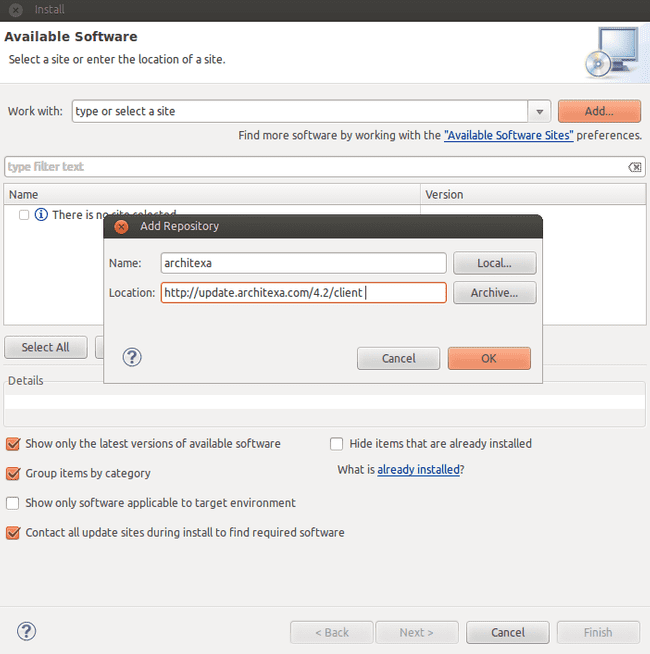 Install
Available Software
Select a site or enter the location of a site.
Work with: type or select a site Add...
Find more software by working with the "Available Software Sites" preferences.
type filter text
Name Version
There is no site selected
Add Repository
Name: architexa Local...
Location: http://update.architexa.com/4.2/client Archive...
Select All
? Cancel OK
Details
Show only the latest versions of available software Hide items that are already installed
Group items by category What is already installed?
Show only software applicable to target environment
Contact all update sites during install to find required software
? < Back Next > Cancel Finish